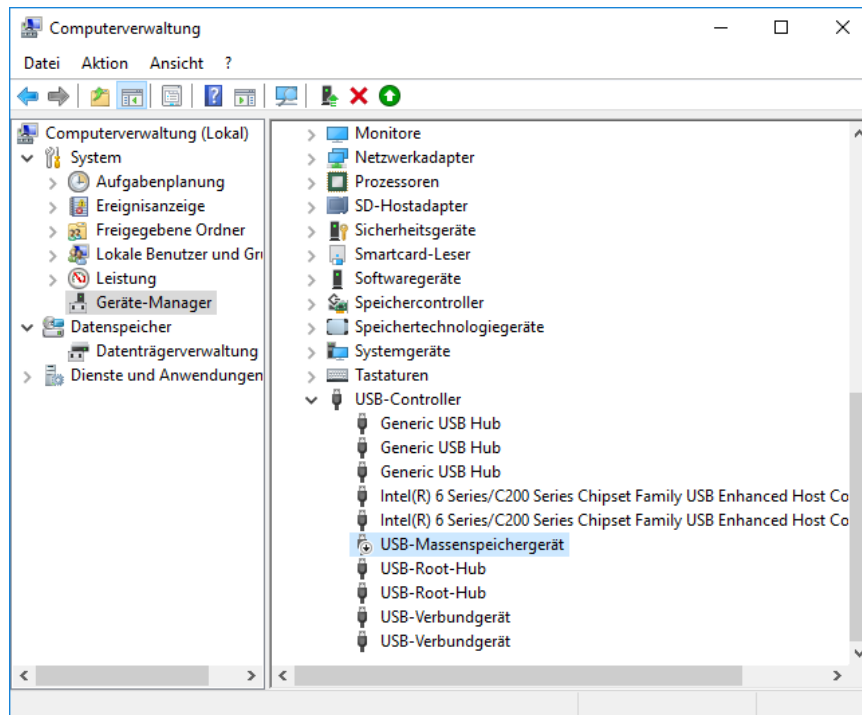 Computerverwaltung
Datei Aktion Ansicht ?
Computerverwaltung (Lokal)
System
Aufgabenplanung
Ereignisanzeige
Freigegebene Ordner
Lokale Benutzer und Gru
Leistung
Geräte-Manager
Datenspeicher
Datenträgerverwaltung
Dienste und Anwendungen
Monitore
Netzwerkadapter
Prozessoren
SD-Hostadapter
Sicherheitsgeräte
Smartcard-Leser
Softwaregeräte
Speichercontroller
Speichertechnologiegeräte
Systemgeräte
Tastaturen
USB-Controller
Generic USB Hub
Generic USB Hub
Generic USB Hub
Intel(R) 6 Series/C200 Series Chipset Family USB Enhanced Host Co
Intel(R) 6 Series/C200 Series Chipset Family USB Enhanced Host Co
USB-Massenspeichergerät
USB-Root-Hub
USB-Root-Hub
USB-Verbundgerät
USB-Verbundgerät